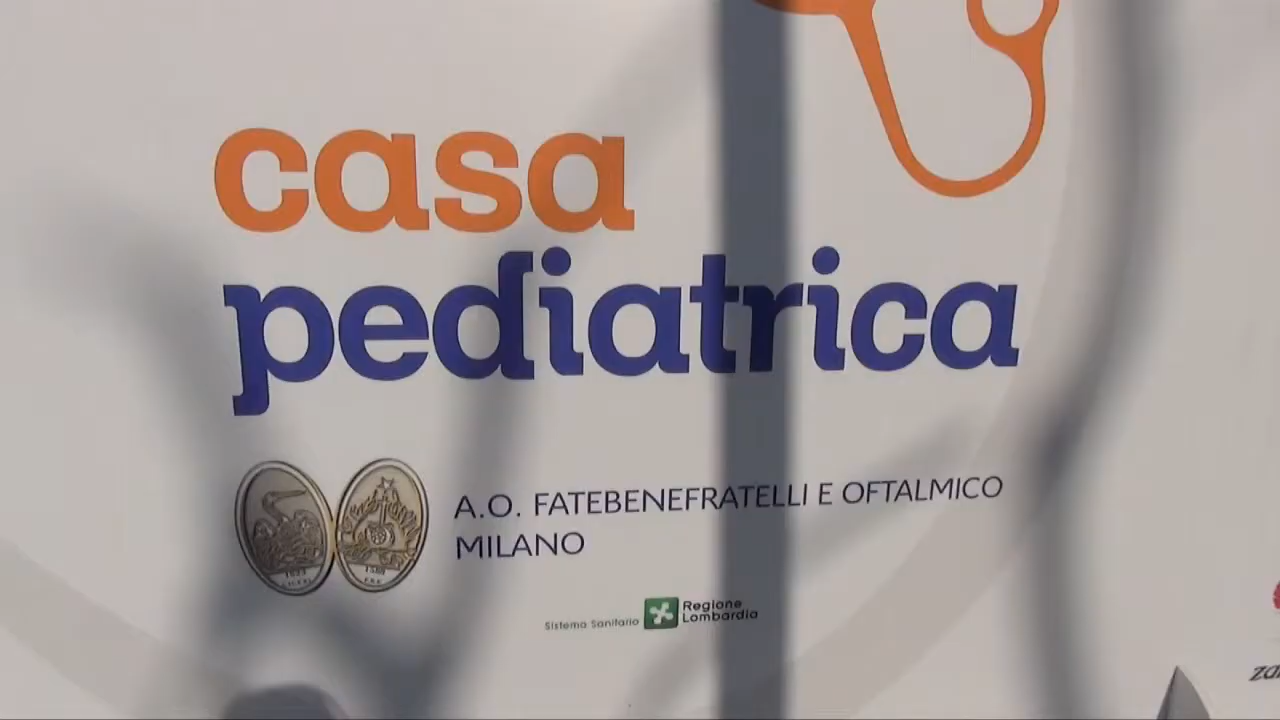 casa
pediatrica
A.O. FATEBENEFRATELLI E OFTALMICO
MILANO
Sistema Sanitario
Regione
Lombardia